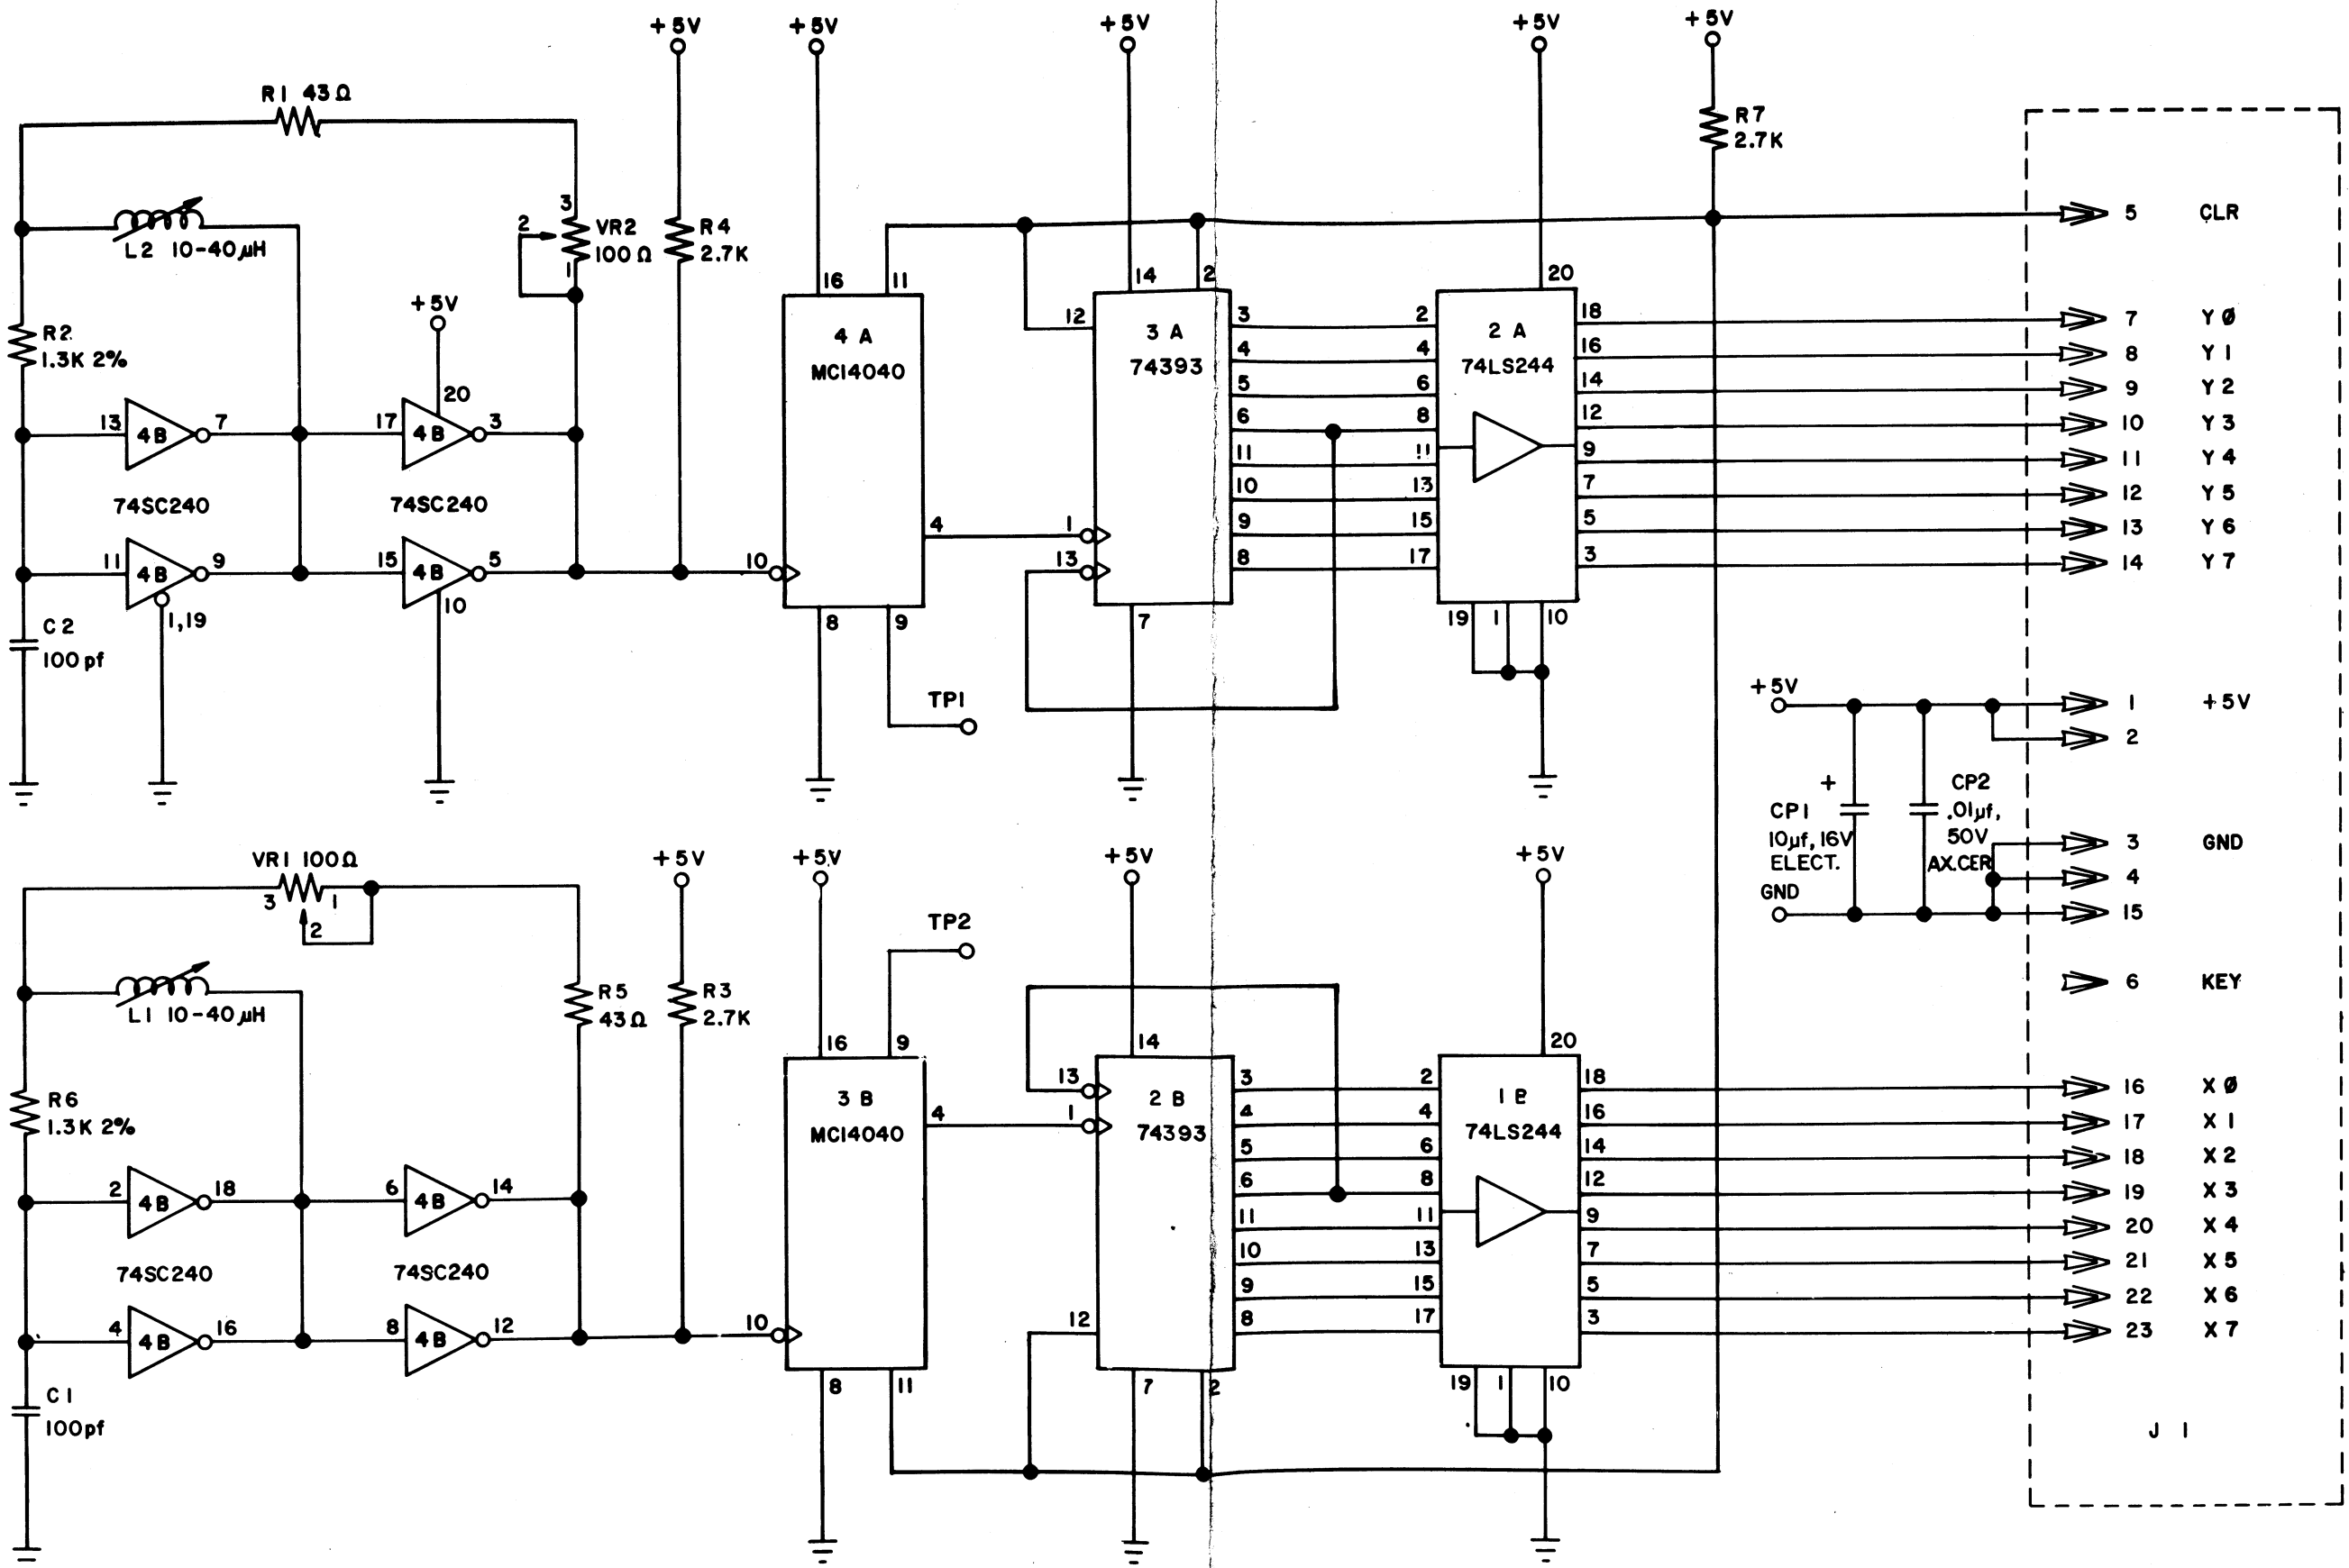 +5V
+5V
+5V
+5V
+5V
R1 43Ω
R7
2.7K
3
2
VR2
100Ω
1
R4
2.7K
L2 10-40µH
5 CLR
+5V
20
R2
1.3K 2%
13 4B 7
17 4B 3
74SC240
74SC240
11 4B 9
15 4B 5
1,19
10
C2
100pf
16
11
4A
MC14040
10
4
8
9
TP1
14
2
12
3A
74393
1
13
7
3
4
5
6
11
10
9
8
20
2
4
6
8
11
13
15
17
2A
74LS244
18
16
14
12
9
7
5
3
19 1 10
7 YØ
8 Y1
9 Y2
10 Y3
11 Y4
12 Y5
13 Y6
14 Y7
+5V
1 +5V
2
+
CP1
10µf, 16V
ELECT.
CP2
.01µf,
50V
AX.CER
GND
3 GND
4
15
6 KEY
VR1 100Ω
3 1
2
+5V
+5V
+5V
+5V
TP2
L1 10-40µH
R5
43Ω
R3
2.7K
R6
1.3K 2%
2 4B 18
6 4B 14
74SC240
74SC240
4 4B 16
8 4B 12
C1
100pf
16
9
3B
MC14040
10
4
8
11
14
13
1
2B
74393
12
7
2
3
4
5
6
11
10
9
8
20
2
4
6
8
11
13
15
17
1B
74LS244
18
16
14
12
9
7
5
3
19 1 10
16 XØ
17 X1
18 X2
19 X3
20 X4
21 X5
22 X6
23 X7
J1